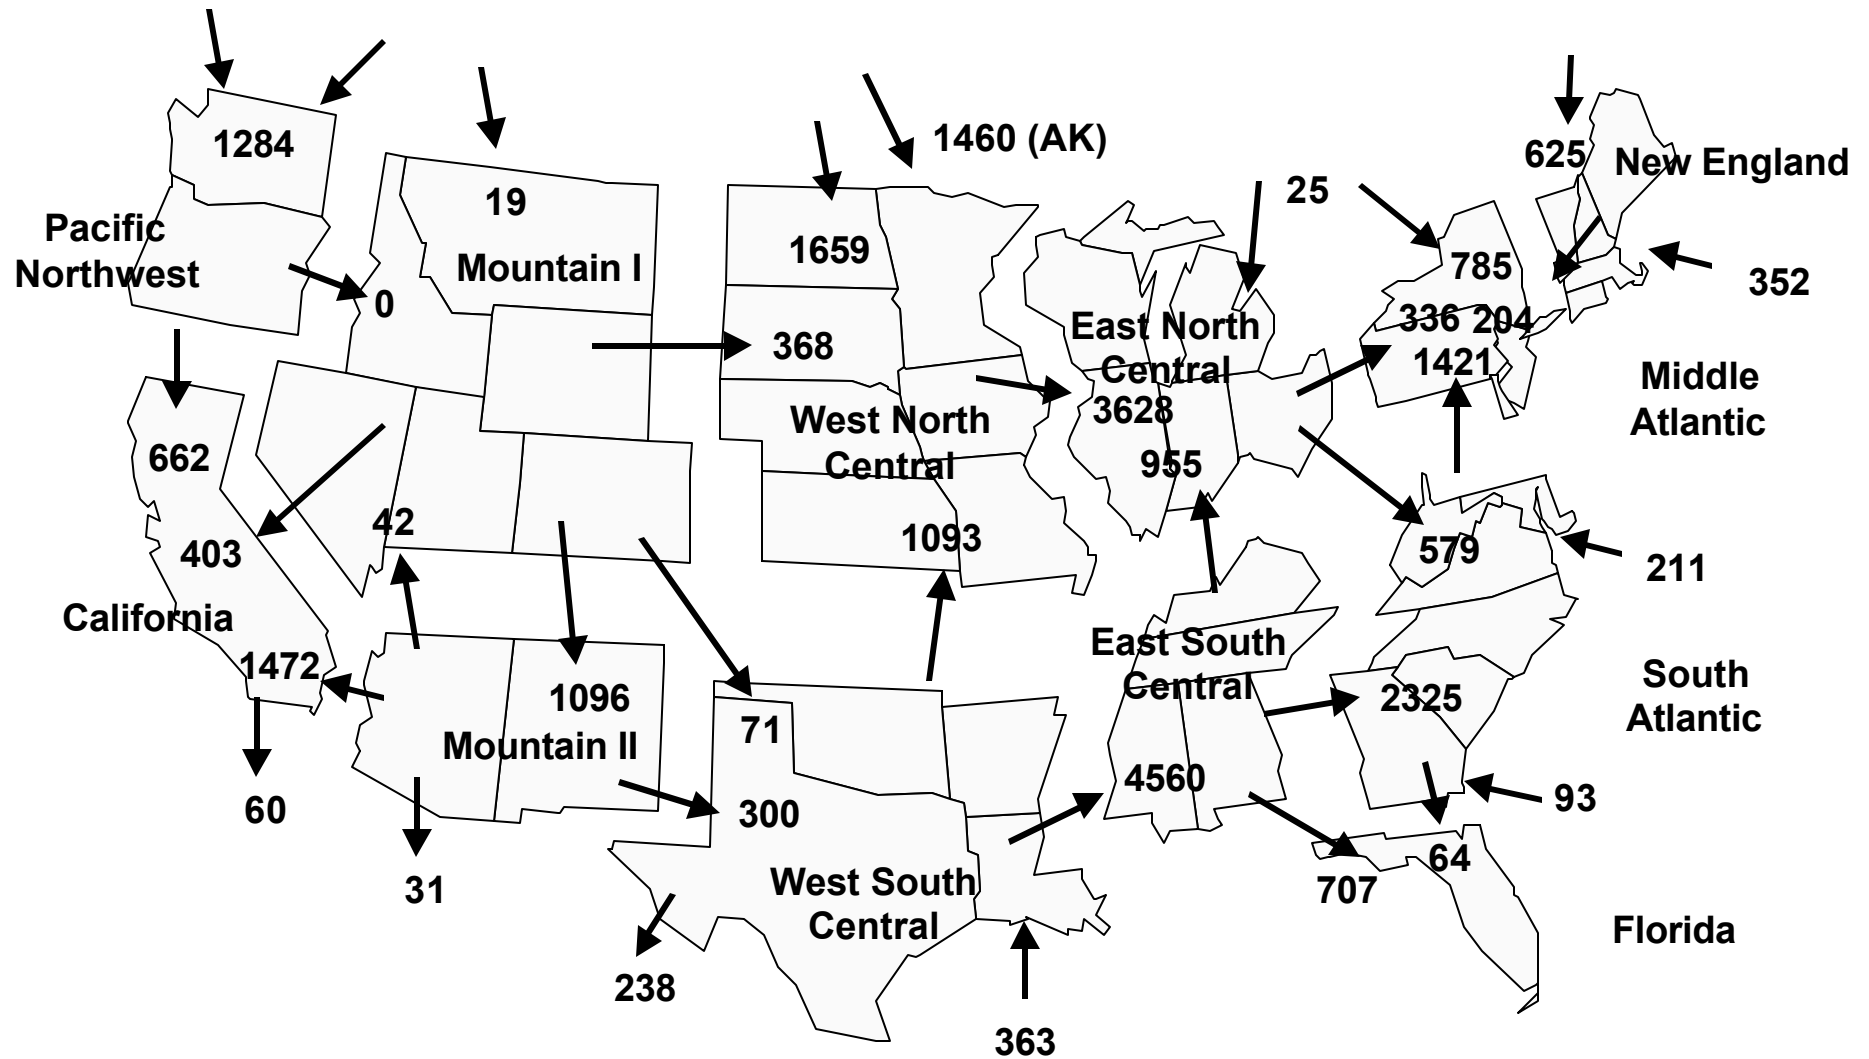 1460 (AK)
1284
625
New England
25
19
Pacific
Northwest
1659
785
Mountain I
352
0
336
204
East North
Central
368
1421
Middle
Atlantic
3628
West North
Central
662
955
42
1093
403
579
211
California
East South
Central
1472
1096
2325
South
Atlantic
71
Mountain II
4560
60
300
93
64
31
West South
Central
707
Florida
238
363